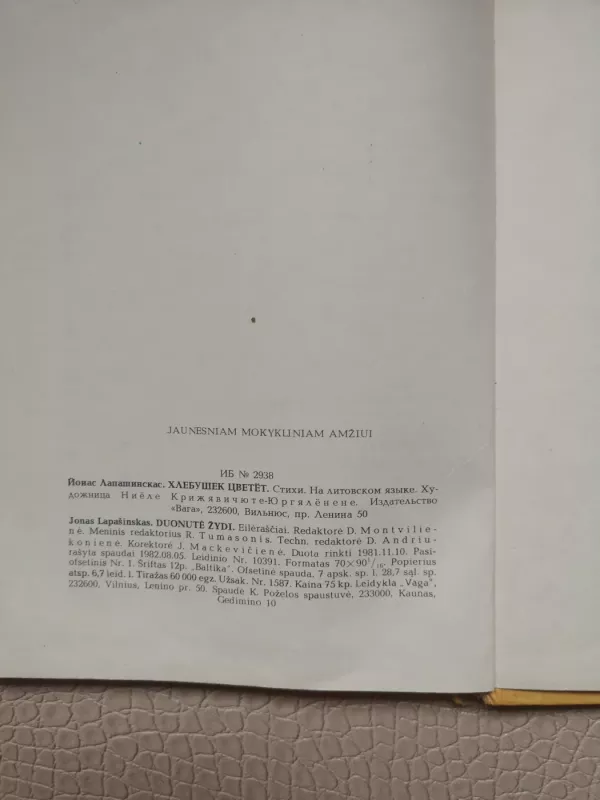 JAUNESNIAM MOKYKLINIAM AMŽIUI
ИБ № 2938
Йонас Лапашинскас. ХЛЕБУШЕК ЦВЕТЁТ. Стихи. На литовском языке. Ху-
дожница Ниёле Крижявичюте-Юргялёнене. Издательство
«Вага», 232600, Вильнюс, пр. Ленина 50
Jonas Lapašinskas. DUONUTĖ ŽYDI. Eilėraščiai. Redaktorė D. Montvilie-
nė. Meninis redaktorius R. Tumasonis. Techn. redaktorė D. Andriu-
konienė. Korektorė J. Mackevičienė. Duota rinkti 1981.11.10. Pasi-
rašyta spaudai 1982.08.05. Leidinio Nr. 10391. Formatas 70×90¹/₁₆. Popierius
ofsetinis Nr. 1. Šriftas 12p. „Baltika". Ofsetinė spauda. 7 apsk. sp. l. 28,7 sąl. sp.
atsp. 6,7 leid. l. Tiražas 60 000 egz. Užsak. Nr. 1587. Kaina 75 kp. Leidykla „Vaga",
232600, Vilnius, Lenino pr. 50. Spaudė K. Poželos spaustuvė, 233000, Kaunas,
Gedimino 10